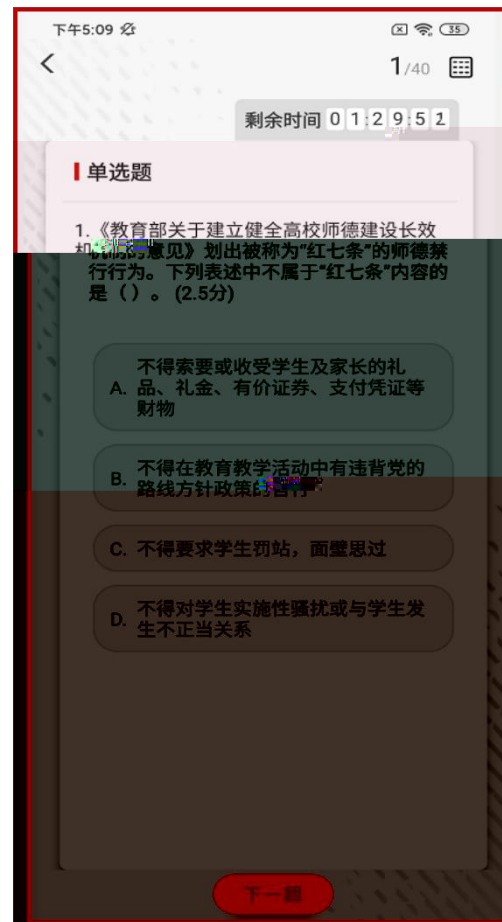 下午5:09
35
1/40
剩余时间 01:29:52
单选题
1.《教育部关于建立健全高校师德建设长效
机制的意见》划出被称为“红七条”的师德禁
行行为。下列表述中不属于“红七条”内容的
是（ ）。 (2.5分)
不得索要或收受学生及家长的礼
A. 品、礼金、有价证券、支付凭证等
财物
B. 不得在教育教学活动中有违背党的
路线方针政策的言行
C. 不得要求学生罚站，面壁思过
D. 不得对学生实施性骚扰或与学生发
生不正当关系
下一题